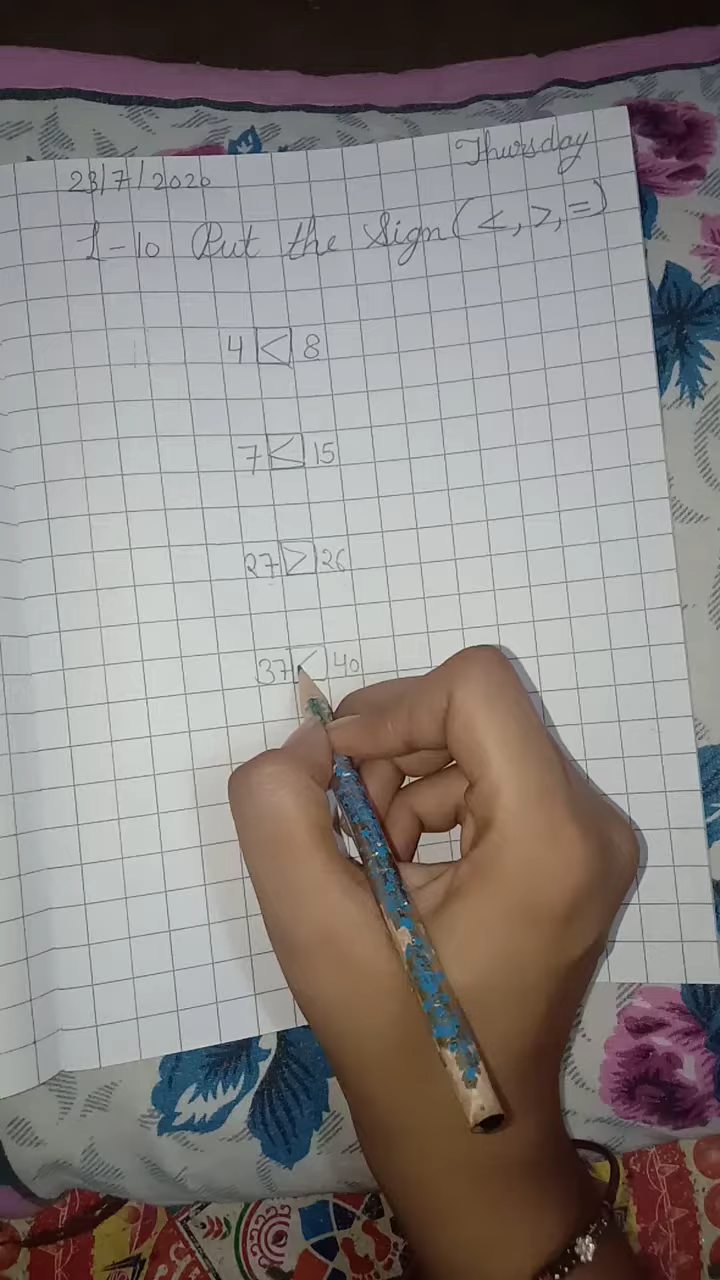 23/7/2020 Thursday
1-10 Put the Sign (<, >, =)
4 < 8
7 < 15
27 > 26
37 < 40